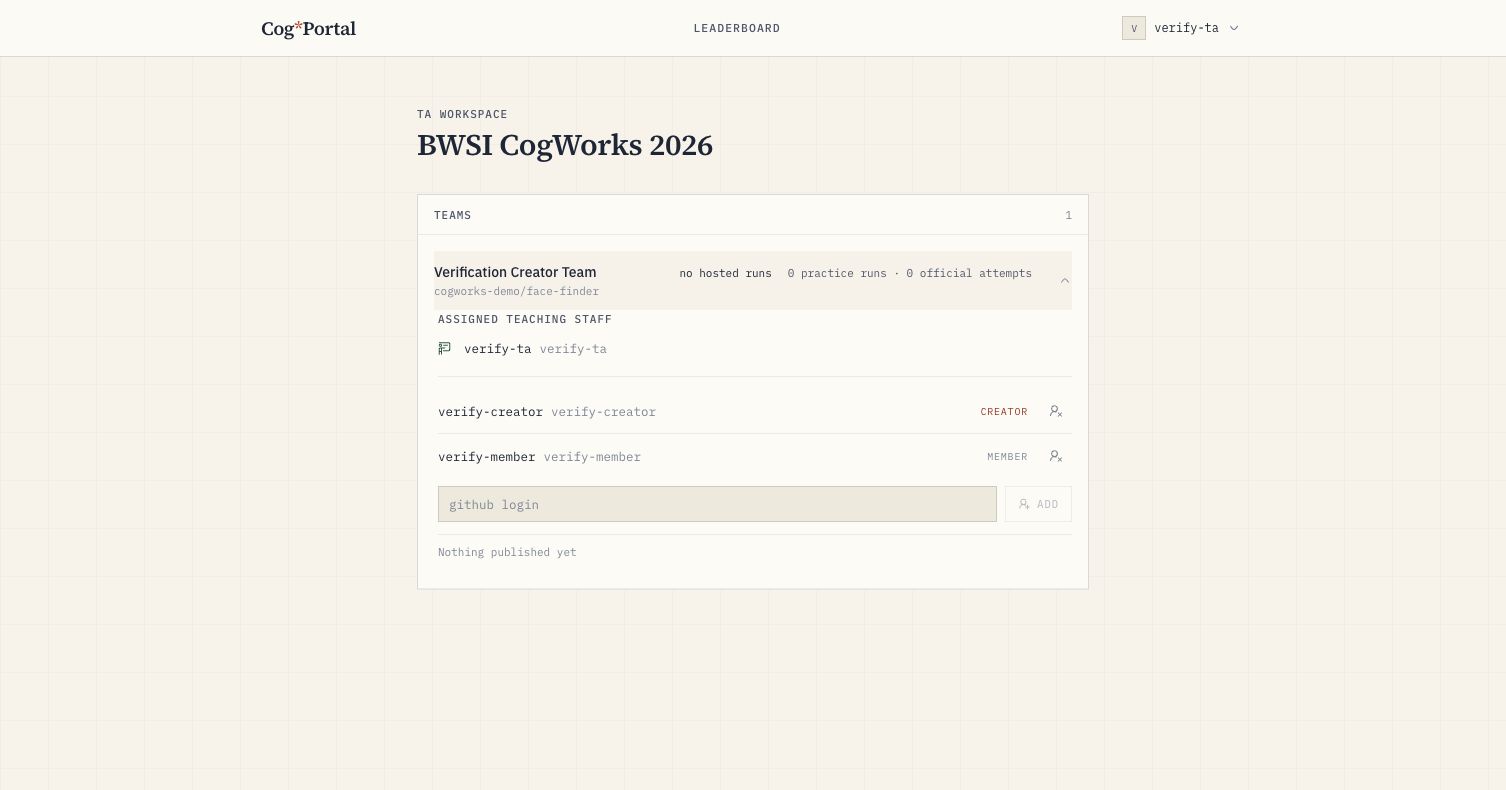 Cog*Portal
LEADERBOARD
V verify-ta
TA WORKSPACE
BWSI CogWorks 2026
TEAMS 1
Verification Creator Team no hosted runs 0 practice runs · 0 official attempts
cogworks-demo/face-finder
ASSIGNED TEACHING STAFF
verify-ta verify-ta
verify-creator verify-creator CREATOR
verify-member verify-member MEMBER
github login ADD
Nothing published yet